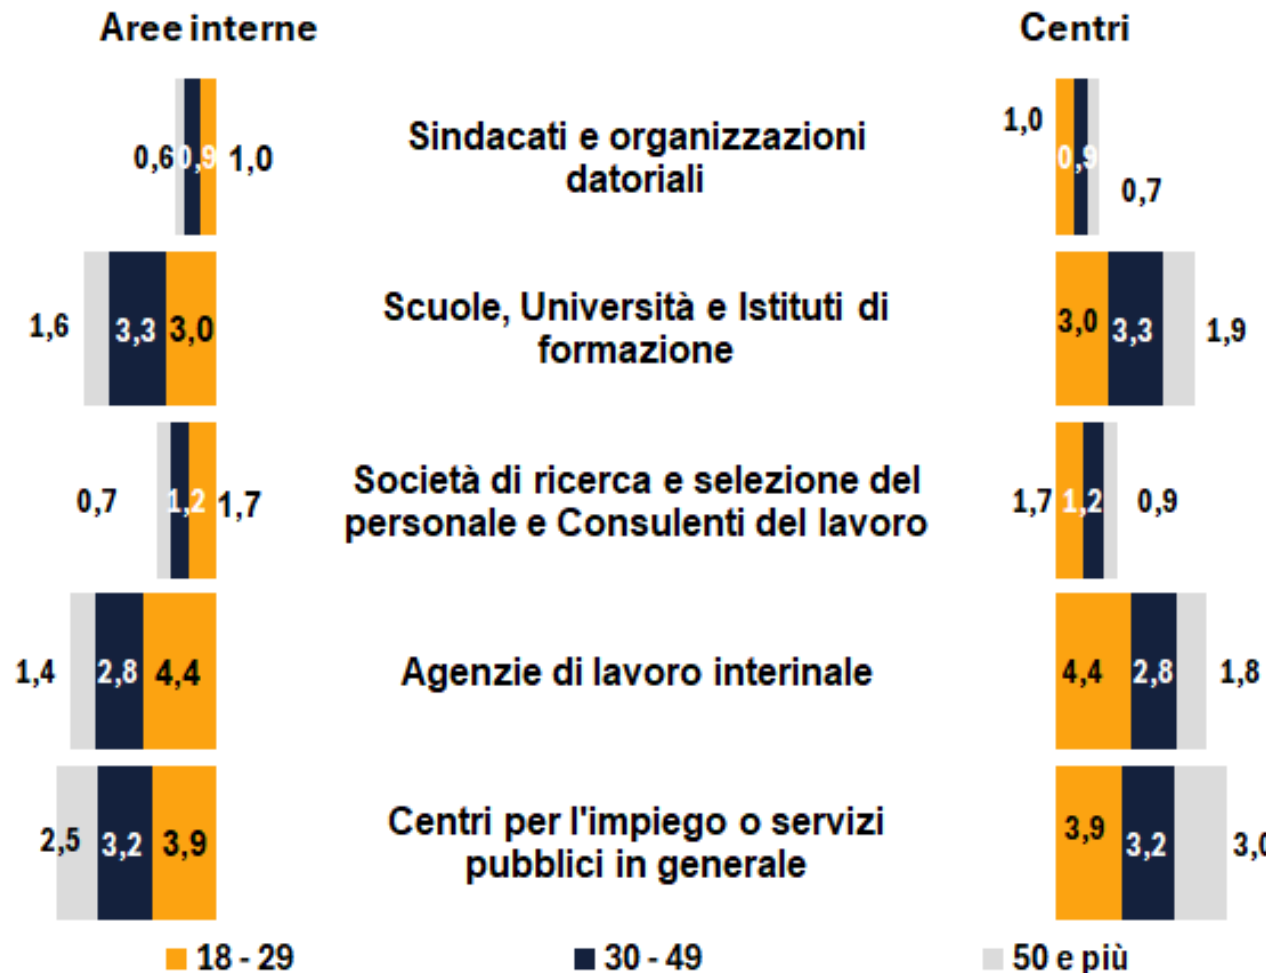 Aree interne
Centri
Sindacati e organizzazioni
datoriali
0,6 0,9 1,0
1,0 0,9 0,7
Scuole, Università e Istituti di
formazione
1,6 3,3 3,0
3,0 3,3 1,9
Società di ricerca e selezione del
personale e Consulenti del lavoro
0,7 1,2 1,7
1,7 1,2 0,9
Agenzie di lavoro interinale
1,4 2,8 4,4
4,4 2,8 1,8
Centri per l'impiego o servizi
pubblici in generale
2,5 3,2 3,9
3,9 3,2 3,0
18 - 29
30 - 49
50 e più